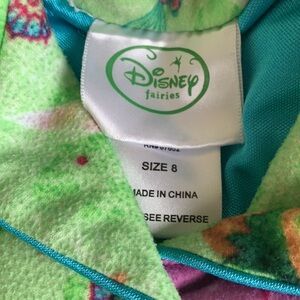 Disney
fairies
SIZE 8
MADE IN CHINA
SEE REVERSE